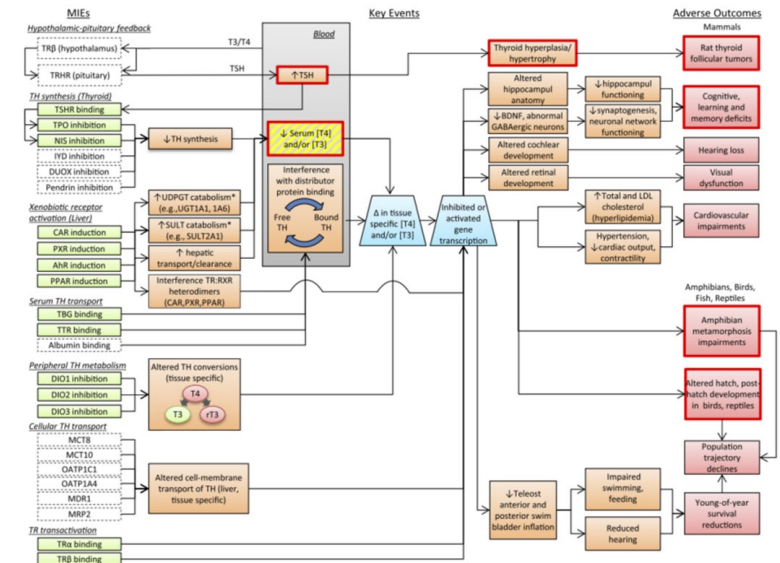 MIEs
Key Events
Adverse Outcomes
Hypothalamic-pituitary feedback
TRβ (hypothalamus)
TRHR (pituitary)
T3/T4
TSH
Blood
↑TSH
TH synthesis (Thyroid)
TSHR binding
TPO inhibition
NIS inhibition
IYD inhibition
DUOX inhibition
Pendrin inhibition
↓TH synthesis
↓ Serum [T4]
and/or [T3]
Xenobiotic receptor
activation (Liver)
CAR induction
PXR induction
AhR induction
PPAR induction
↑UDPGT catabolism*
(e.g.,UGT1A1, 1A6)
↑SULT catabolism*
(e.g., SULT2A1)
↑ hepatic
transport/clearance
Interference TR:RXR
heterodimers
(CAR,PXR,PPAR)
Interference
with distributor
protein binding
Free
TH
Bound
TH
Serum TH transport
TBG binding
TTR binding
Albumin binding
Peripheral TH metabolism
DIO1 inhibition
DIO2 inhibition
DIO3 inhibition
Altered TH conversions
(tissue specific)
T4
T3
rT3
Cellular TH transport
MCT8
MCT10
OATP1C1
OATP1A4
MDR1
MRP2
Altered cell-membrane
transport of TH (liver,
tissue specific)
TR transactivation
TRα binding
TRβ binding
Δ in tissue
specific [T4]
and/or [T3]
Inhibited or
activated
gene
transcription
Thyroid hyperplasia/
hypertrophy
Altered
hippocampal
anatomy
↓hippocampul
functioning
↓BDNF, abnormal
GABAergic neurons
↓synaptogenesis,
neuronal network
functioning
Altered cochlear
development
Altered retinal
development
↑Total and LDL
cholesterol
(hyperlipidemia)
Hypertension,
↓cardiac output,
contractility
Mammals
Rat thyroid
follicular tumors
Cognitive,
learning and
memory deficits
Hearing loss
Visual
dysfunction
Cardiovascular
impairments
Amphibians, Birds,
Fish, Reptiles
Amphibian
metamorphosis
impairments
Altered hatch, post-
hatch development
in birds, reptiles
Population
trajectory
declines
↓Teleost
anterior and
posterior swim
bladder inflation
Impaired
swimming,
feeding
Reduced
hearing
Young-of-year
survival
reductions